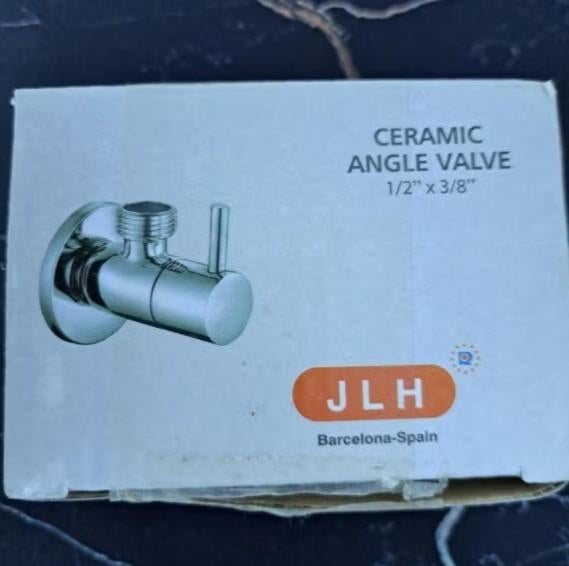 CERAMIC
ANGLE VALVE
1/2" x 3/8"
JLH
Barcelona-Spain